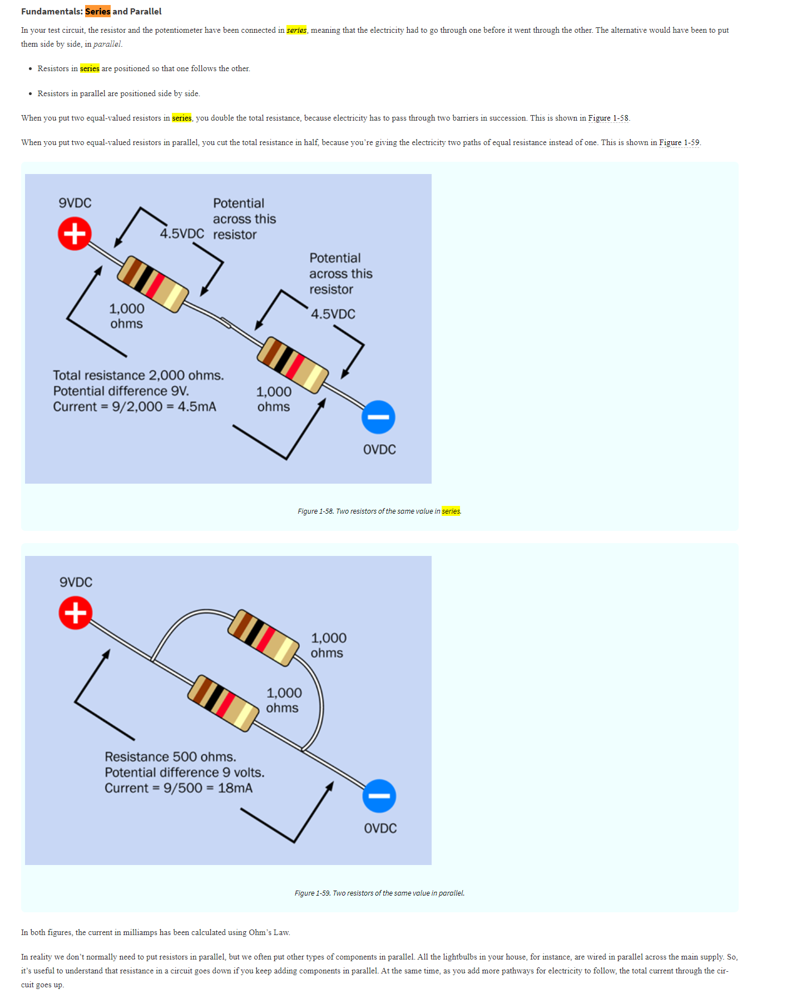 Fundamentals: Series and Parallel
In your test circuit, the resistor and the potentiometer have been connected in series, meaning that the electricity had to go through one before it went through the other. The alternative would have been to put
them side by side, in parallel.
• Resistors in series are positioned so that one follows the other.
• Resistors in parallel are positioned side by side.
When you put two equal-valued resistors in series, you double the total resistance, because electricity has to pass through two barriers in succession. This is shown in Figure 1-58.
When you put two equal-valued resistors in parallel, you cut the total resistance in half, because you're giving the electricity two paths of equal resistance instead of one. This is shown in Figure 1-59.
9VDC
Potential
across this
resistor
4.5VDC
Potential
across this
resistor
4.5VDC
1,000
ohms
Total resistance 2,000 ohms.
Potential difference 9V.
Current = 9/2,000 = 4.5mA
1,000
ohms
0VDC
Figure 1-58. Two resistors of the same value in series.
9VDC
1,000
ohms
1,000
ohms
Resistance 500 ohms.
Potential difference 9 volts.
Current = 9/500 = 18mA
0VDC
Figure 1-59. Two resistors of the same value in parallel.
In both figures, the current in milliamps has been calculated using Ohm's Law.
In reality we don't normally need to put resistors in parallel, but we often put other types of components in parallel. All the lightbulbs in your house, for instance, are wired in parallel across the main supply. So,
it's useful to understand that resistance in a circuit goes down if you keep adding components in parallel. At the same time, as you add more pathways for electricity to follow, the total current through the cir-
cuit goes up.